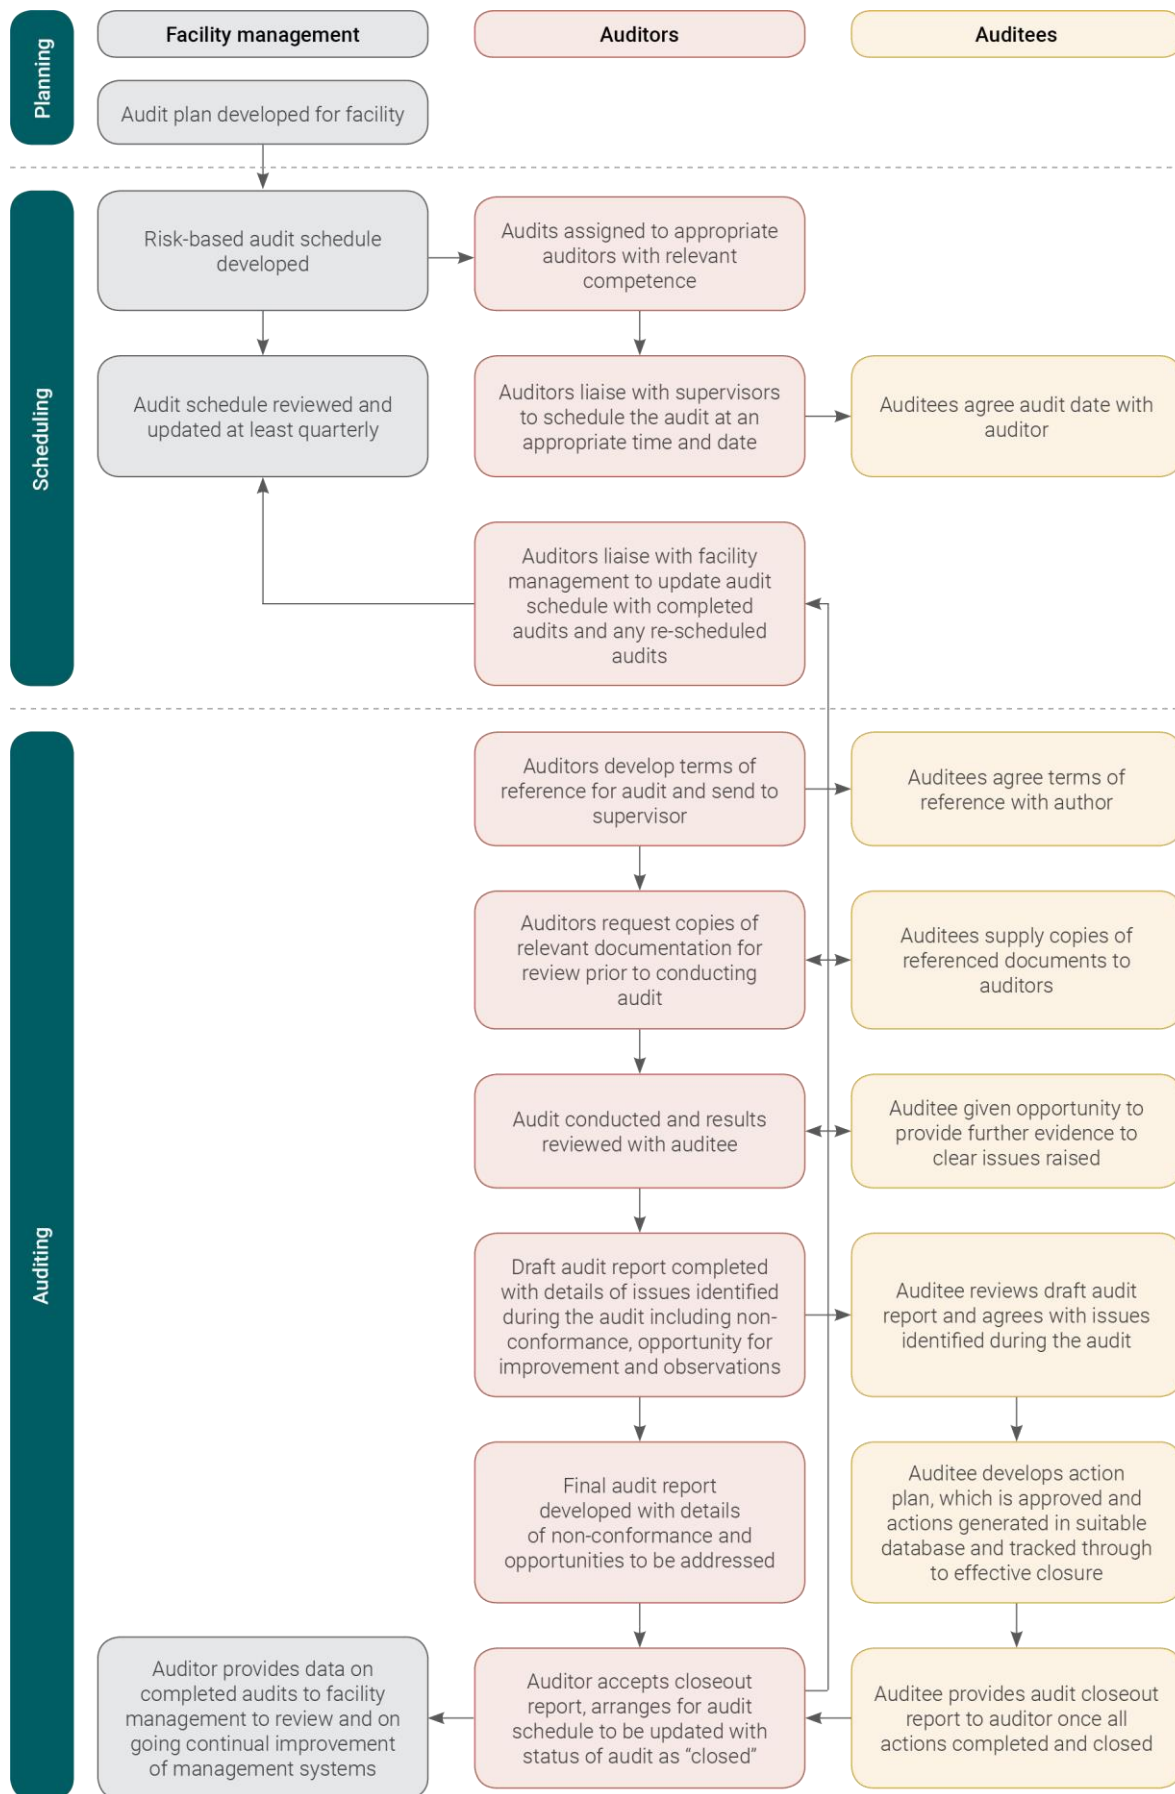 Planning
Facility management
Auditors
Auditees
Audit plan developed for facility
Scheduling
Risk-based audit schedule
developed
Audits assigned to appropriate
auditors with relevant
competence
Audit schedule reviewed and
updated at least quarterly
Auditors liaise with supervisors
to schedule the audit at an
appropriate time and date
Auditees agree audit date with
auditor
Auditors liaise with facility
management to update audit
schedule with completed
audits and any re-scheduled
audits
Auditing
Auditors develop terms of
reference for audit and send to
supervisor
Auditees agree terms of
reference with author
Auditors request copies of
relevant documentation for
review prior to conducting
audit
Auditees supply copies of
referenced documents to
auditors
Audit conducted and results
reviewed with auditee
Auditee given opportunity to
provide further evidence to
clear issues raised
Draft audit report completed
with details of issues identified
during the audit including non-
conformance, opportunity for
improvement and observations
Auditee reviews draft audit
report and agrees with issues
identified during the audit
Final audit report
developed with details
of non-conformance and
opportunities to be addressed
Auditee develops action
plan, which is approved and
actions generated in suitable
database and tracked through
to effective closure
Auditor provides data on
completed audits to facility
management to review and on
going continual improvement
of management systems
Auditor accepts closeout
report, arranges for audit
schedule to be updated with
status of audit as “closed”
Auditee provides audit closeout
report to auditor once all
actions completed and closed